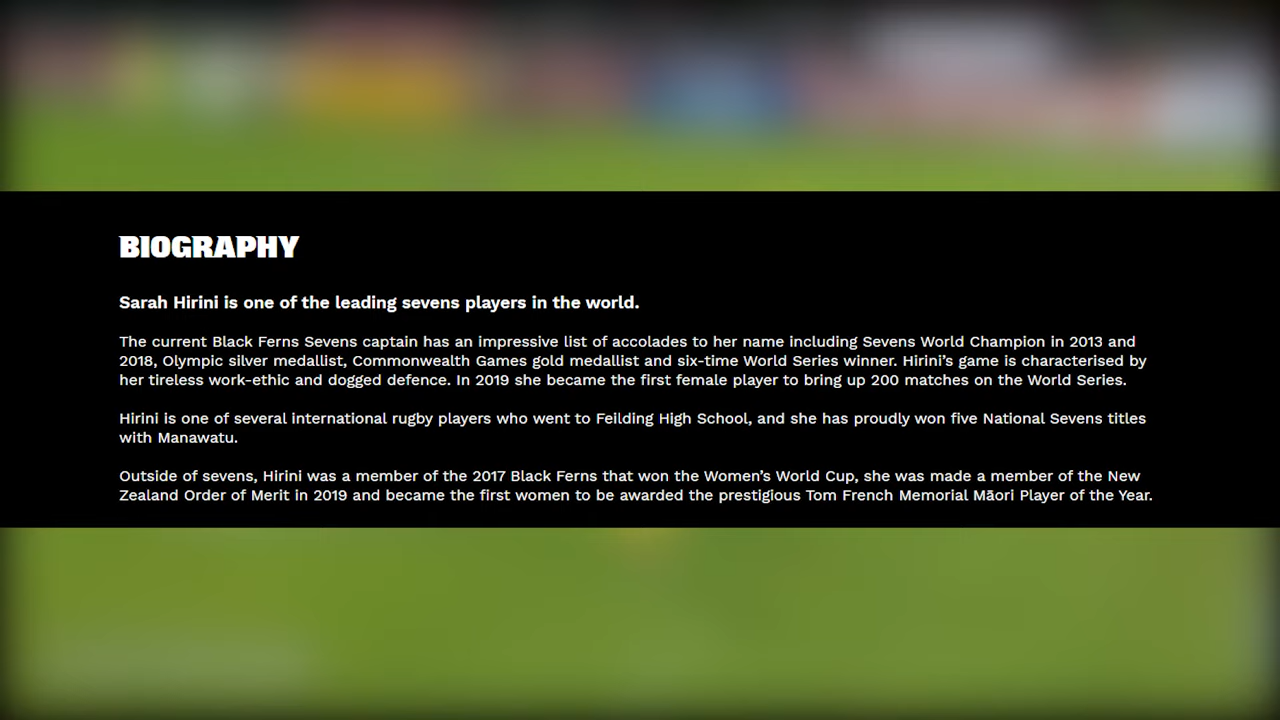 BIOGRAPHY
Sarah Hirini is one of the leading sevens players in the world.
The current Black Ferns Sevens captain has an impressive list of accolades to her name including Sevens World Champion in 2013 and
2018, Olympic silver medallist, Commonwealth Games gold medallist and six-time World Series winner. Hirini’s game is characterised by
her tireless work-ethic and dogged defence. In 2019 she became the first female player to bring up 200 matches on the World Series.
Hirini is one of several international rugby players who went to Feilding High School, and she has proudly won five National Sevens titles
with Manawatu.
Outside of sevens, Hirini was a member of the 2017 Black Ferns that won the Women’s World Cup, she was made a member of the New
Zealand Order of Merit in 2019 and became the first women to be awarded the prestigious Tom French Memorial Māori Player of the Year.